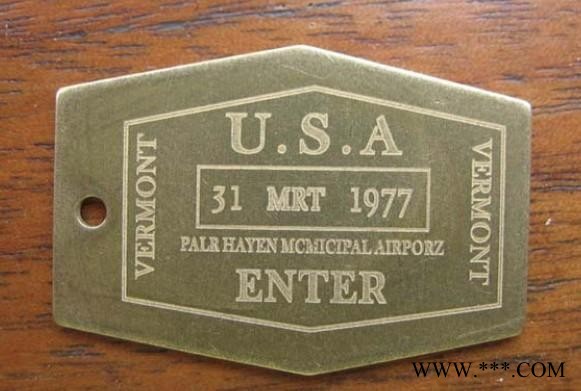 U.S.A
VERMONT
31 MRT 1977
VERMONT
PALR HAYEN MCMICIPAL AIRPORZ
ENTER
WWW.***.COM